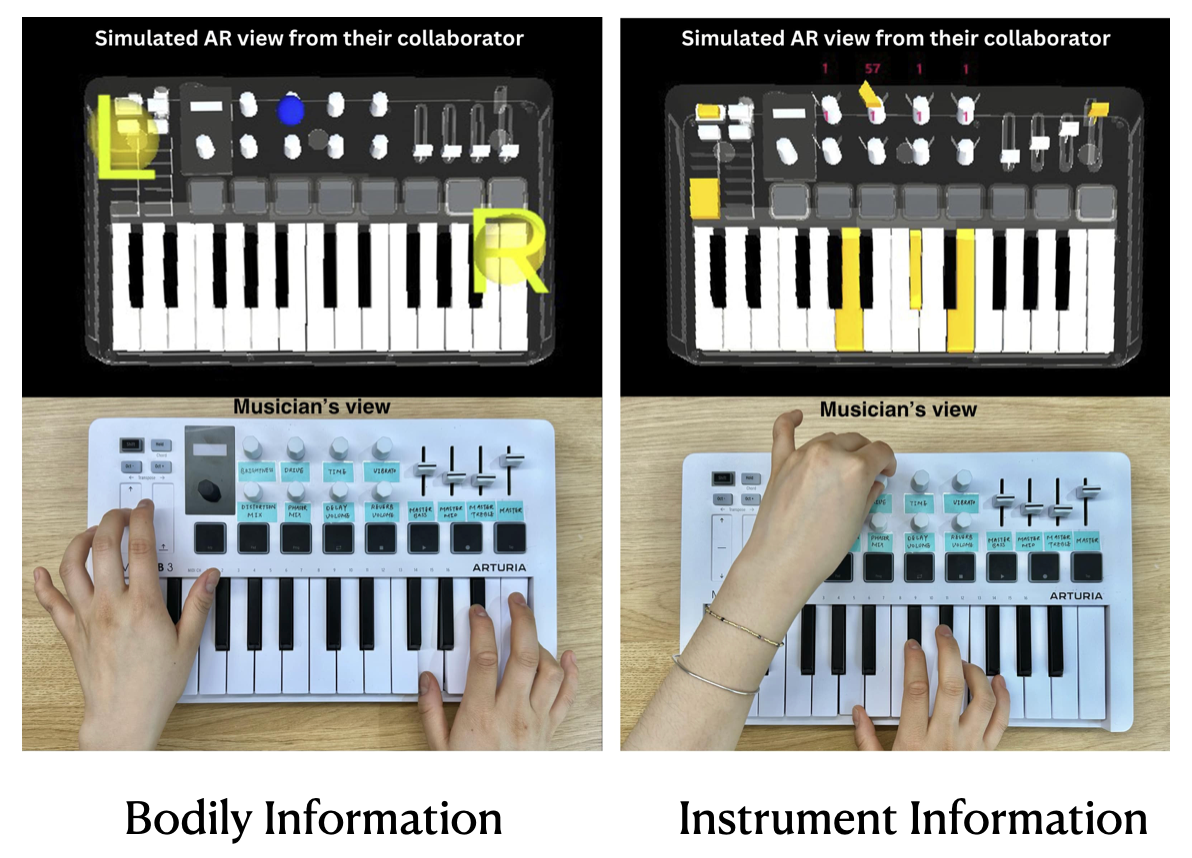 Simulated AR view from their collaborator
L
R
Musician's view
BRIGHTNESS DRIVE TIME VIBRATO
DISTORTION MIX PHASER MIX DELAY VOLUME REVERB VOLUME MASTER BASS MASTER MID MASTER TREBLE MASTER
ARTURIA
Bodily Information
Simulated AR view from their collaborator
1 57 1 1
1 1 1 1
Musician's view
TIME VIBRATO
PHASER MIX DELAY VOLUME REVERB VOLUME MASTER BASS MASTER MID MASTER TREBLE MASTER
ARTURIA
Instrument Information